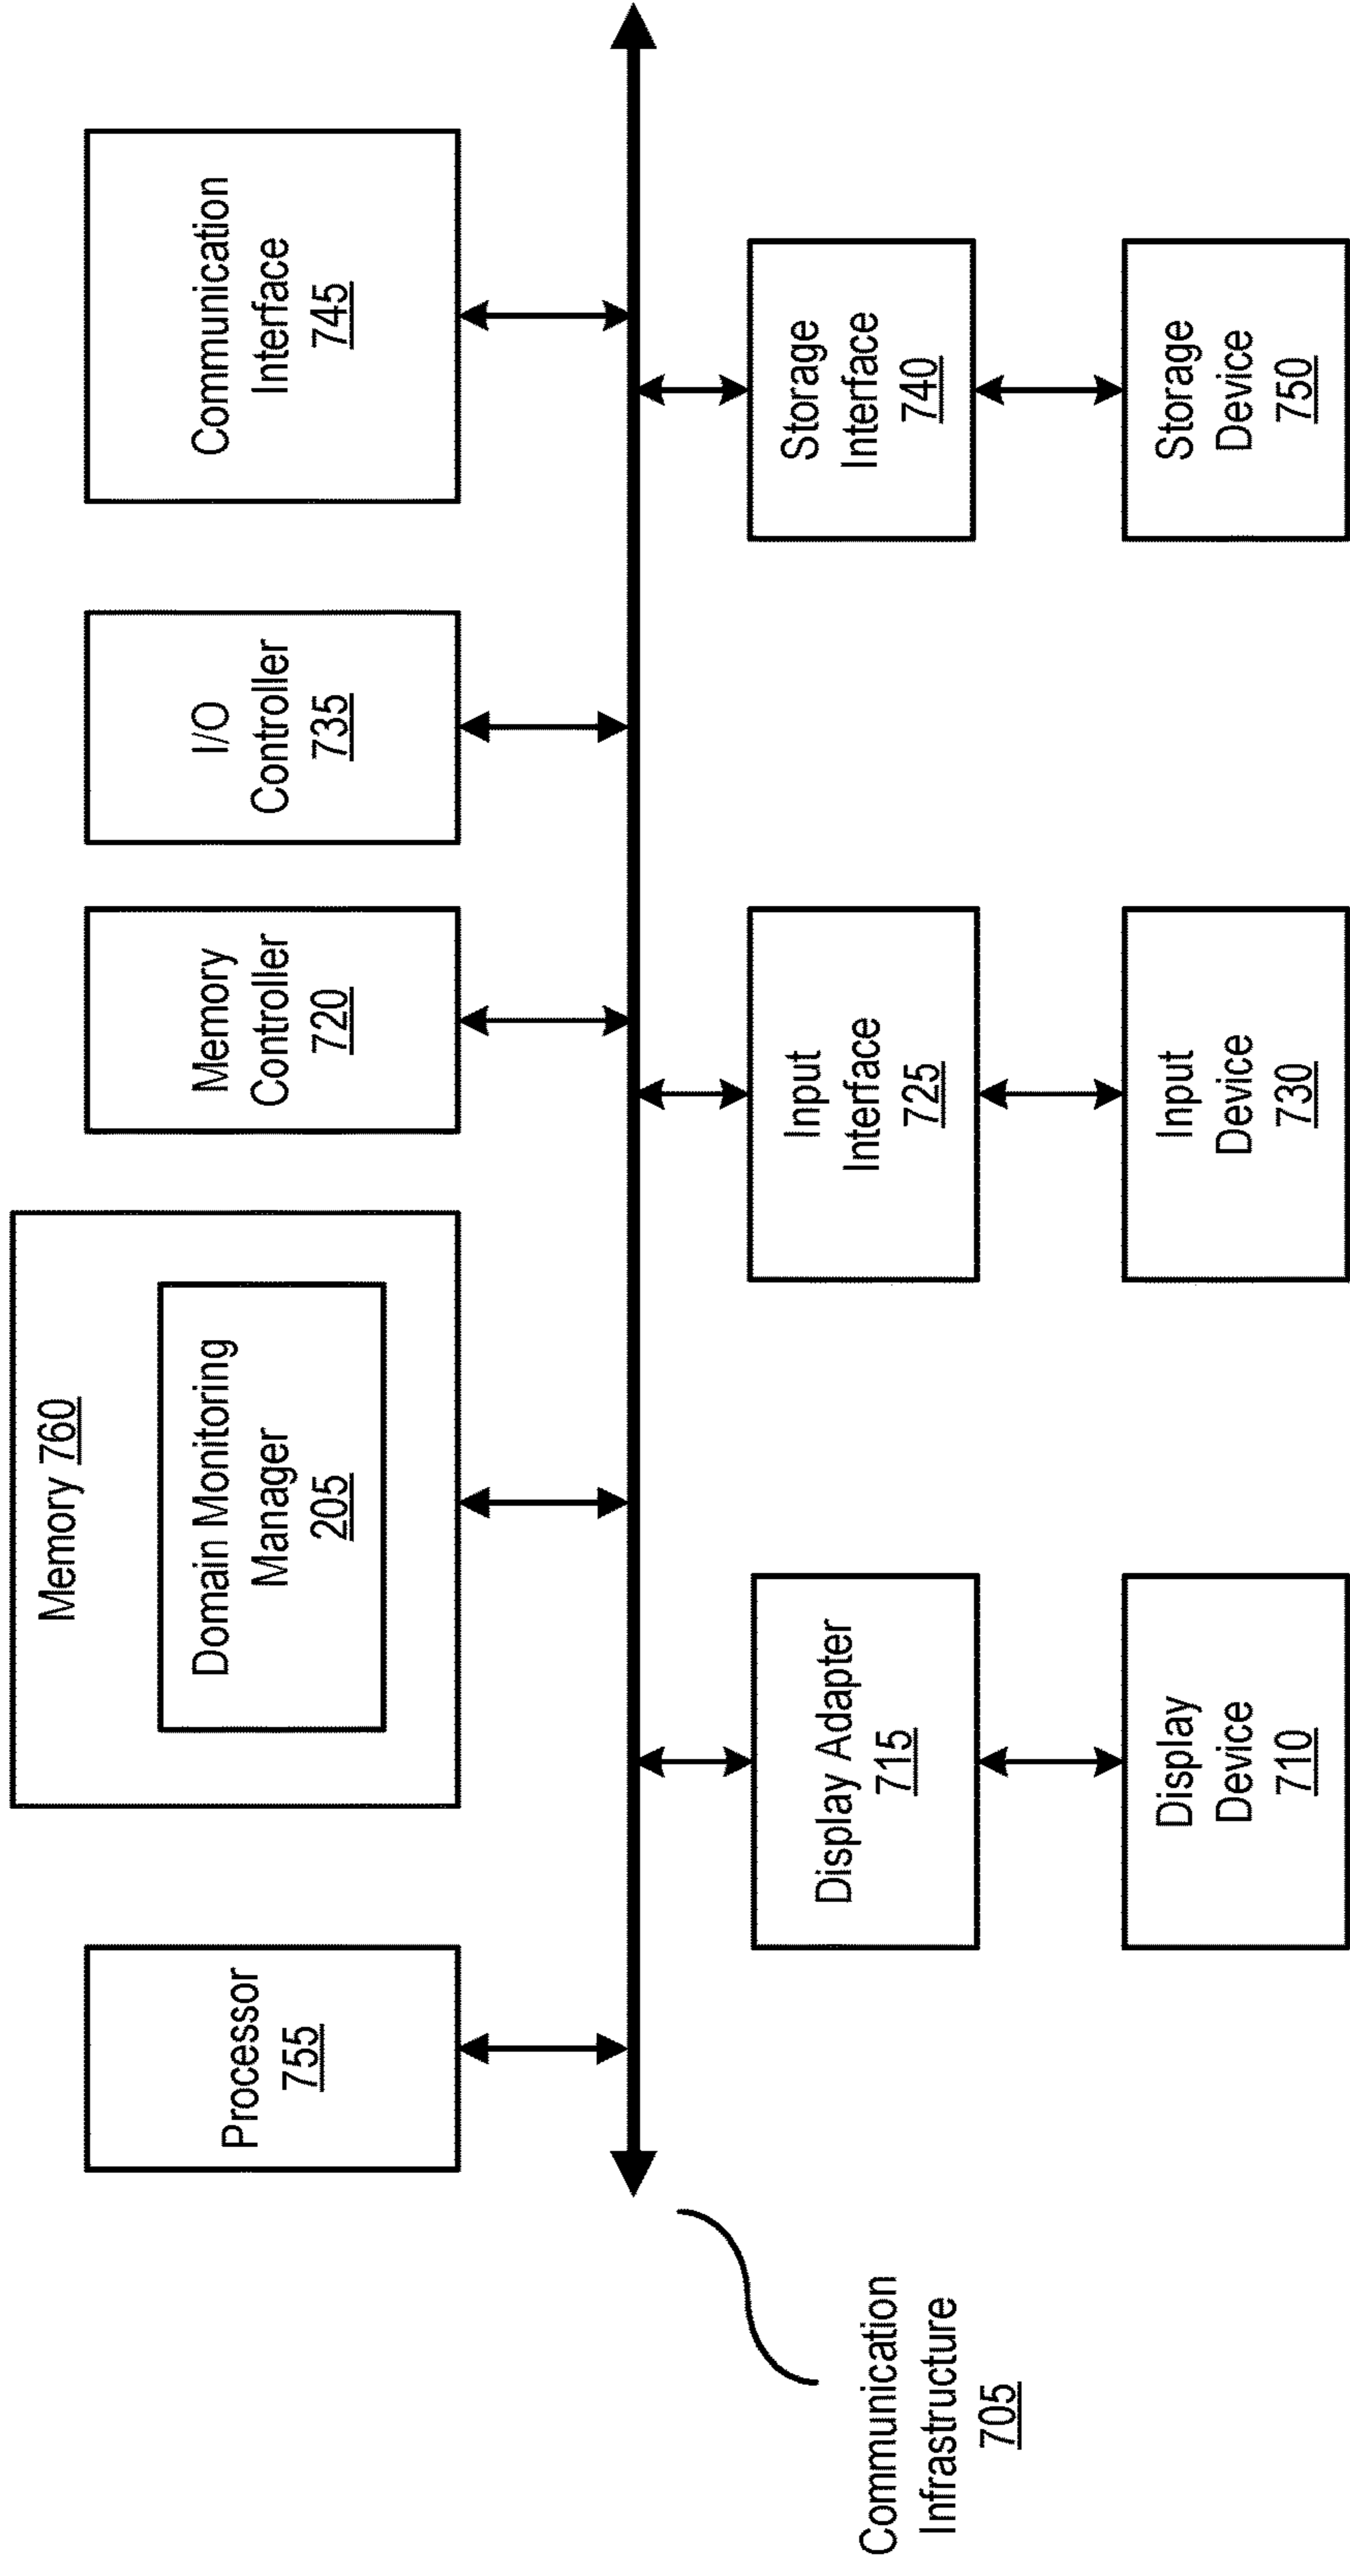 Processor
755
Memory 760
Domain Monitoring
Manager
205
Memory
Controller
720
I/O
Controller
735
Communication
Interface
745
Communication
Infrastructure
705
Display Adapter
715
Input
Interface
725
Storage
Interface
740
Display
Device
710
Input
Device
730
Storage
Device
750